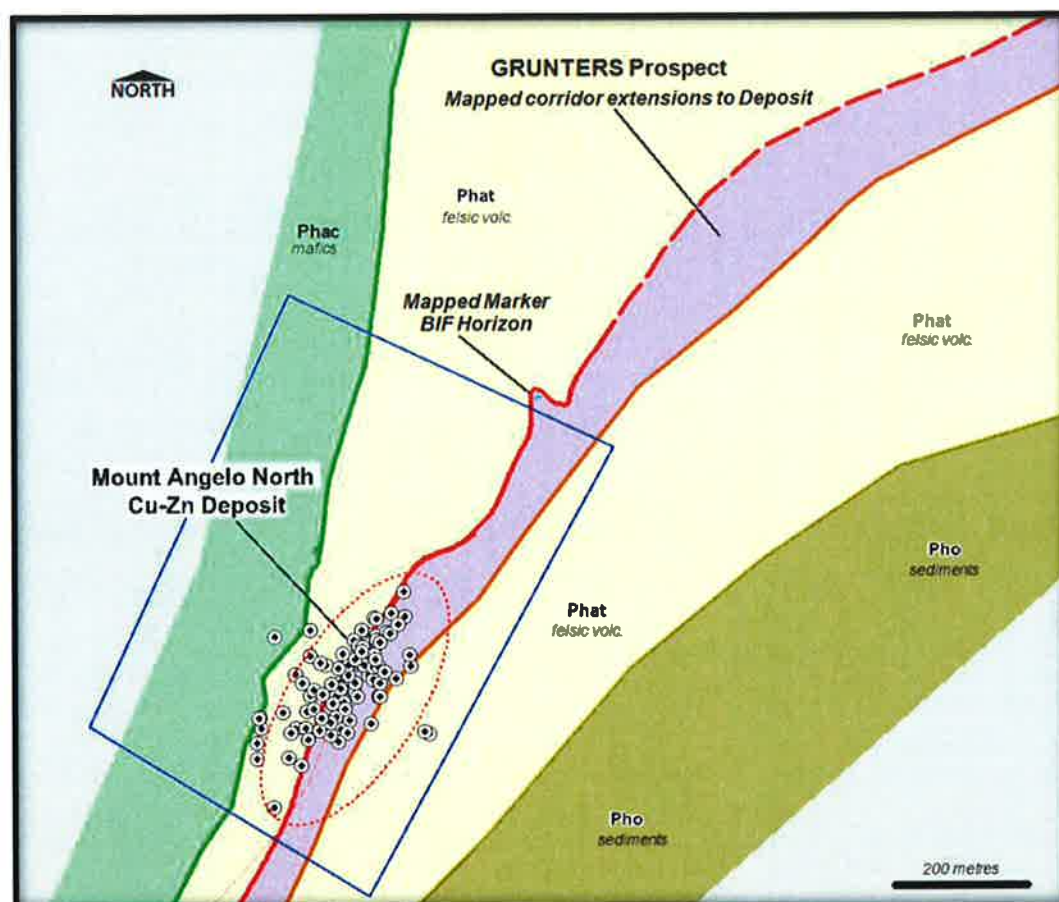 NORTH
GRUNTERS Prospect
Mapped corridor extensions to Deposit
Phat
felsic volc.
Phac
mafics
Mapped Marker
BIF Horizon
Phat
felsic volc.
Mount Angelo North
Cu-Zn Deposit
Pho
sediments
Phat
felsic volc.
Pho
sediments
200 metres